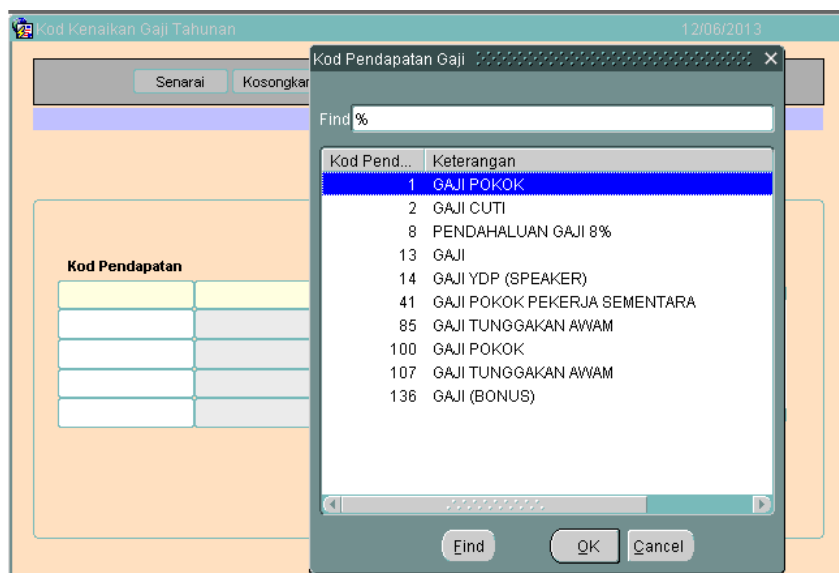 Kod Kenaikan Gaji Tahunan 12/06/2013
Senarai Kosongkan
Kod Pendapatan
Kod Pendapatan Gaji
Find %
Kod Pend... Keterangan
1 GAJI POKOK
2 GAJI CUTI
8 PENDAHALUAN GAJI 8%
13 GAJI
14 GAJI YDP (SPEAKER)
41 GAJI POKOK PEKERJA SEMENTARA
85 GAJI TUNGGAKAN AWAM
100 GAJI POKOK
107 GAJI TUNGGAKAN AWAM
136 GAJI (BONUS)
Find OK Cancel